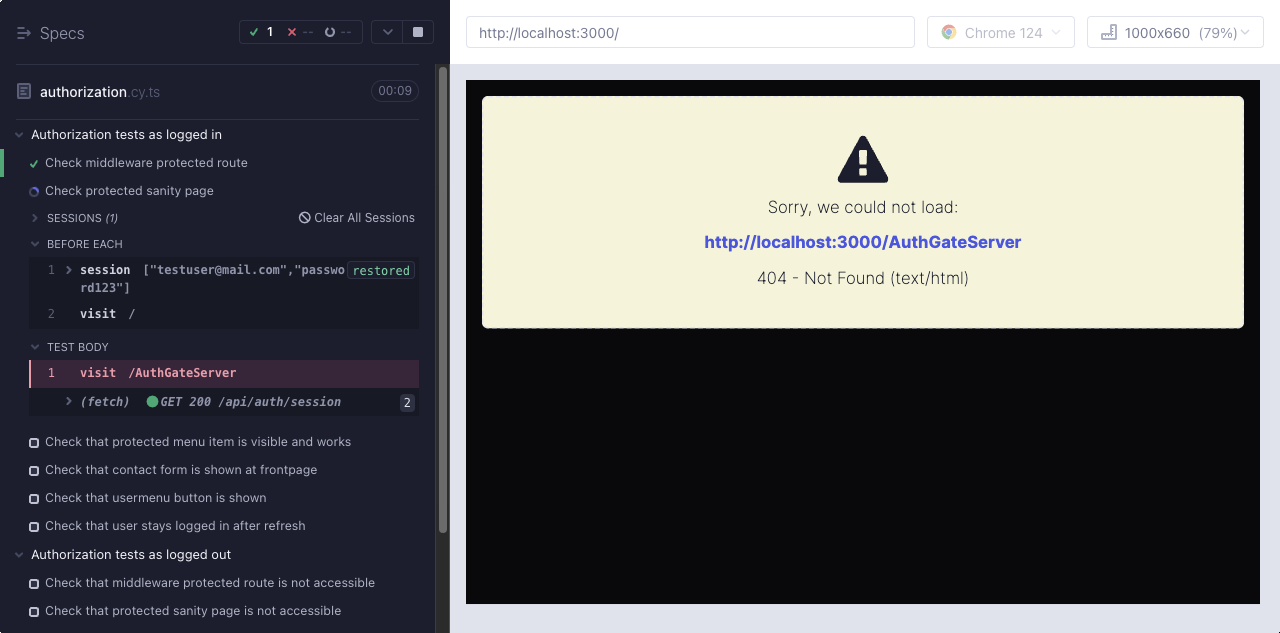 Specs
1
--
--
authorization.cy.ts
00:09
Authorization tests as logged in
Check middleware protected route
Check protected sanity page
SESSIONS (1)
Clear All Sessions
BEFORE EACH
1 session ["testuser@mail.com","passwo
rd123"]
restored
2 visit /
TEST BODY
1 visit /AuthGateServer
(fetch) GET 200 /api/auth/session 2
Check that protected menu item is visible and works
Check that contact form is shown at frontpage
Check that usermenu button is shown
Check that user stays logged in after refresh
Authorization tests as logged out
Check that middleware protected route is not accessible
Check that protected sanity page is not accessible
http://localhost:3000/
Chrome 124
1000x660 (79%)
Sorry, we could not load:
http://localhost:3000/AuthGateServer
404 - Not Found (text/html)